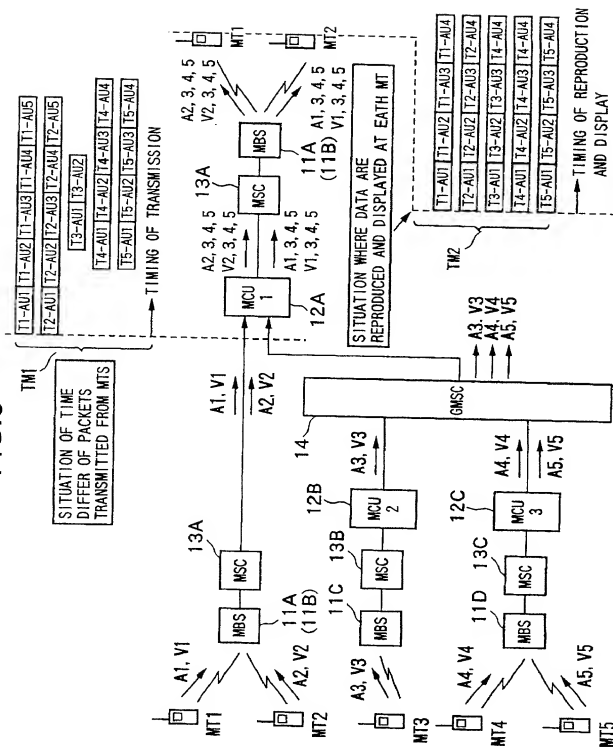 TM1
T1-AU1 T1-AU2 T1-AU3 T1-AU4 T1-AU5
T2-AU1 T2-AU2 T2-AU3 T2-AU4 T2-AU5
T3-AU1 T3-AU2
T4-AU1 T4-AU2 T4-AU3 T4-AU4
T5-AU1 T5-AU2 T5-AU3 T5-AU4
TIMING OF TRANSMISSION
SITUATION OF TIME
DIFFER OF PACKETS
TRANSMITTED FROM MTS
MT1
A1, V1
MT2
A2, V2
MBS
11A
(11B)
MSC
13A
A1, V1
A2, V2
MCU
1
12A
A2, 3, 4, 5
V2, 3, 4, 5
A1, 3, 4, 5
V1, 3, 4, 5
13A
MSC
MBS
11A
(11B)
A2, 3, 4, 5
V2, 3, 4, 5
A1, 3, 4, 5
V1, 3, 4, 5
MT1
MT2
SITUATION WHERE DATA ARE
REPRODUCED AND DISPLAYED AT EATH MT
MT3
A3, V3
MBS
11C
MSC
13B
MCU
2
12B
A3, V3
14
GMSC
A3, V3
A4, V4
A5, V5
MT4
A4, V4
MT5
A5, V5
MBS
11D
MSC
13C
MCU
3
12C
A4, V4
A5, V5
TM2
T1-AU1 T1-AU2 T1-AU3 T1-AU4
T2-AU1 T2-AU2 T2-AU3 T2-AU4
T3-AU1 T3-AU2 T3-AU3 T3-AU4
T4-AU1 T4-AU2 T4-AU3 T4-AU4
T5-AU1 T5-AU2 T5-AU3 T5-AU4
TIMING OF REPRODUCTION
AND DISPLAY